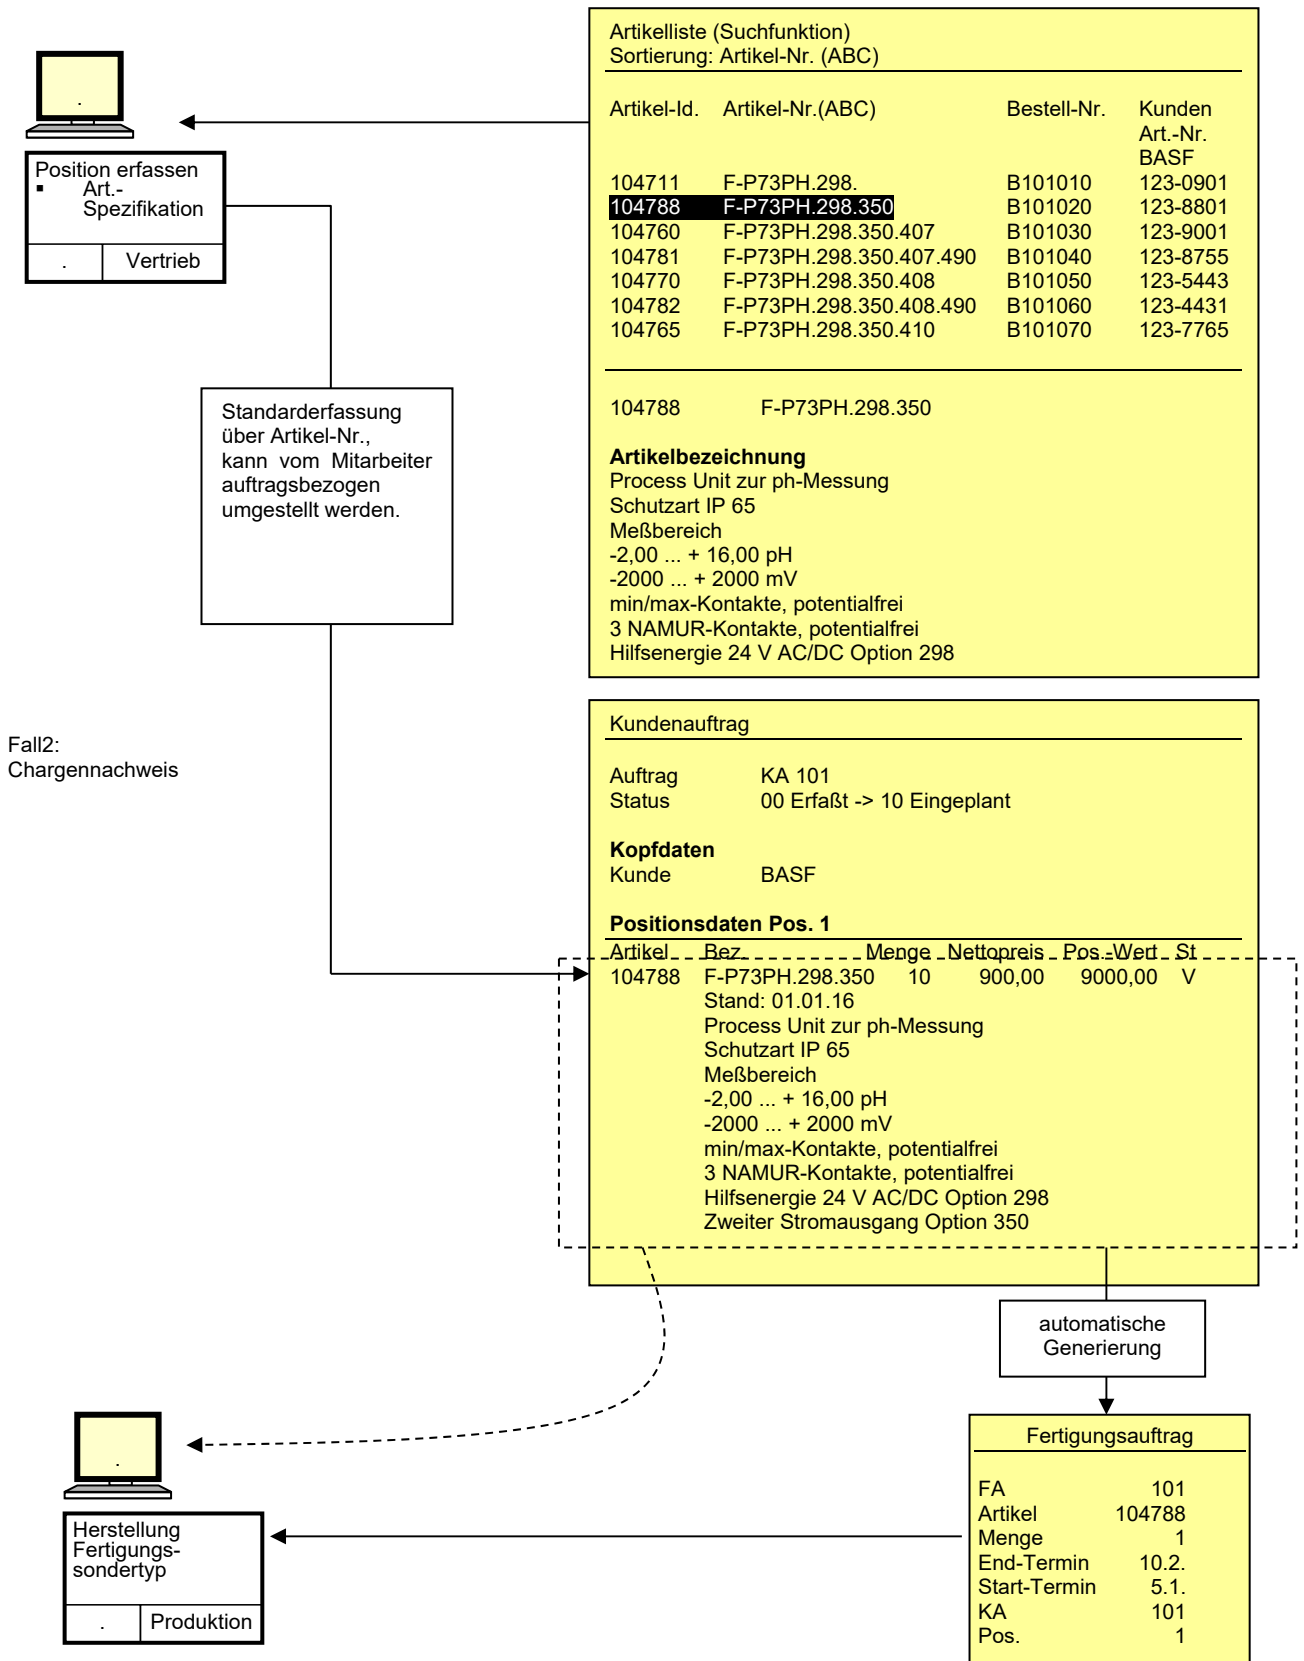 Artikelliste (Suchfunktion)
Sortierung: Artikel-Nr. (ABC)
Artikel-Id. Artikel-Nr.(ABC) Bestell-Nr. Kunden
Art.-Nr.
BASF
104711 F-P73PH.298. B101010 123-0901
104788 F-P73PH.298.350 B101020 123-8801
104760 F-P73PH.298.350.407 B101030 123-9001
104781 F-P73PH.298.350.407.490 B101040 123-8755
104770 F-P73PH.298.350.408 B101050 123-5443
104782 F-P73PH.298.350.408.490 B101060 123-4431
104765 F-P73PH.298.350.410 B101070 123-7765
104788 F-P73PH.298.350
Artikelbezeichnung
Process Unit zur ph-Messung
Schutzart IP 65
Meßbereich
-2,00 ... + 16,00 pH
-2000 ... + 2000 mV
min/max-Kontakte, potentialfrei
3 NAMUR-Kontakte, potentialfrei
Hilfsenergie 24 V AC/DC Option 298
.
Position erfassen
▪ Art.-
Spezifikation
. Vertrieb
Standarderfassung
über Artikel-Nr.,
kann vom Mitarbeiter
auftragsbezogen
umgestellt werden.
Fall2:
Chargennachweis
Kundenauftrag
Auftrag KA 101
Status 00 Erfaßt -> 10 Eingeplant
Kopfdaten
Kunde BASF
Positionsdaten Pos. 1
Artikel Bez. Menge Nettopreis Pos.-Wert St
104788 F-P73PH.298.350 10 900,00 9000,00 V
Stand: 01.01.16
Process Unit zur ph-Messung
Schutzart IP 65
Meßbereich
-2,00 ... + 16,00 pH
-2000 ... + 2000 mV
min/max-Kontakte, potentialfrei
3 NAMUR-Kontakte, potentialfrei
Hilfsenergie 24 V AC/DC Option 298
Zweiter Stromausgang Option 350
automatische
Generierung
.
Herstellung
Fertigungs-
sondertyp
. Produktion
Fertigungsauftrag
FA 101
Artikel 104788
Menge 1
End-Termin 10.2.
Start-Termin 5.1.
KA 101
Pos. 1